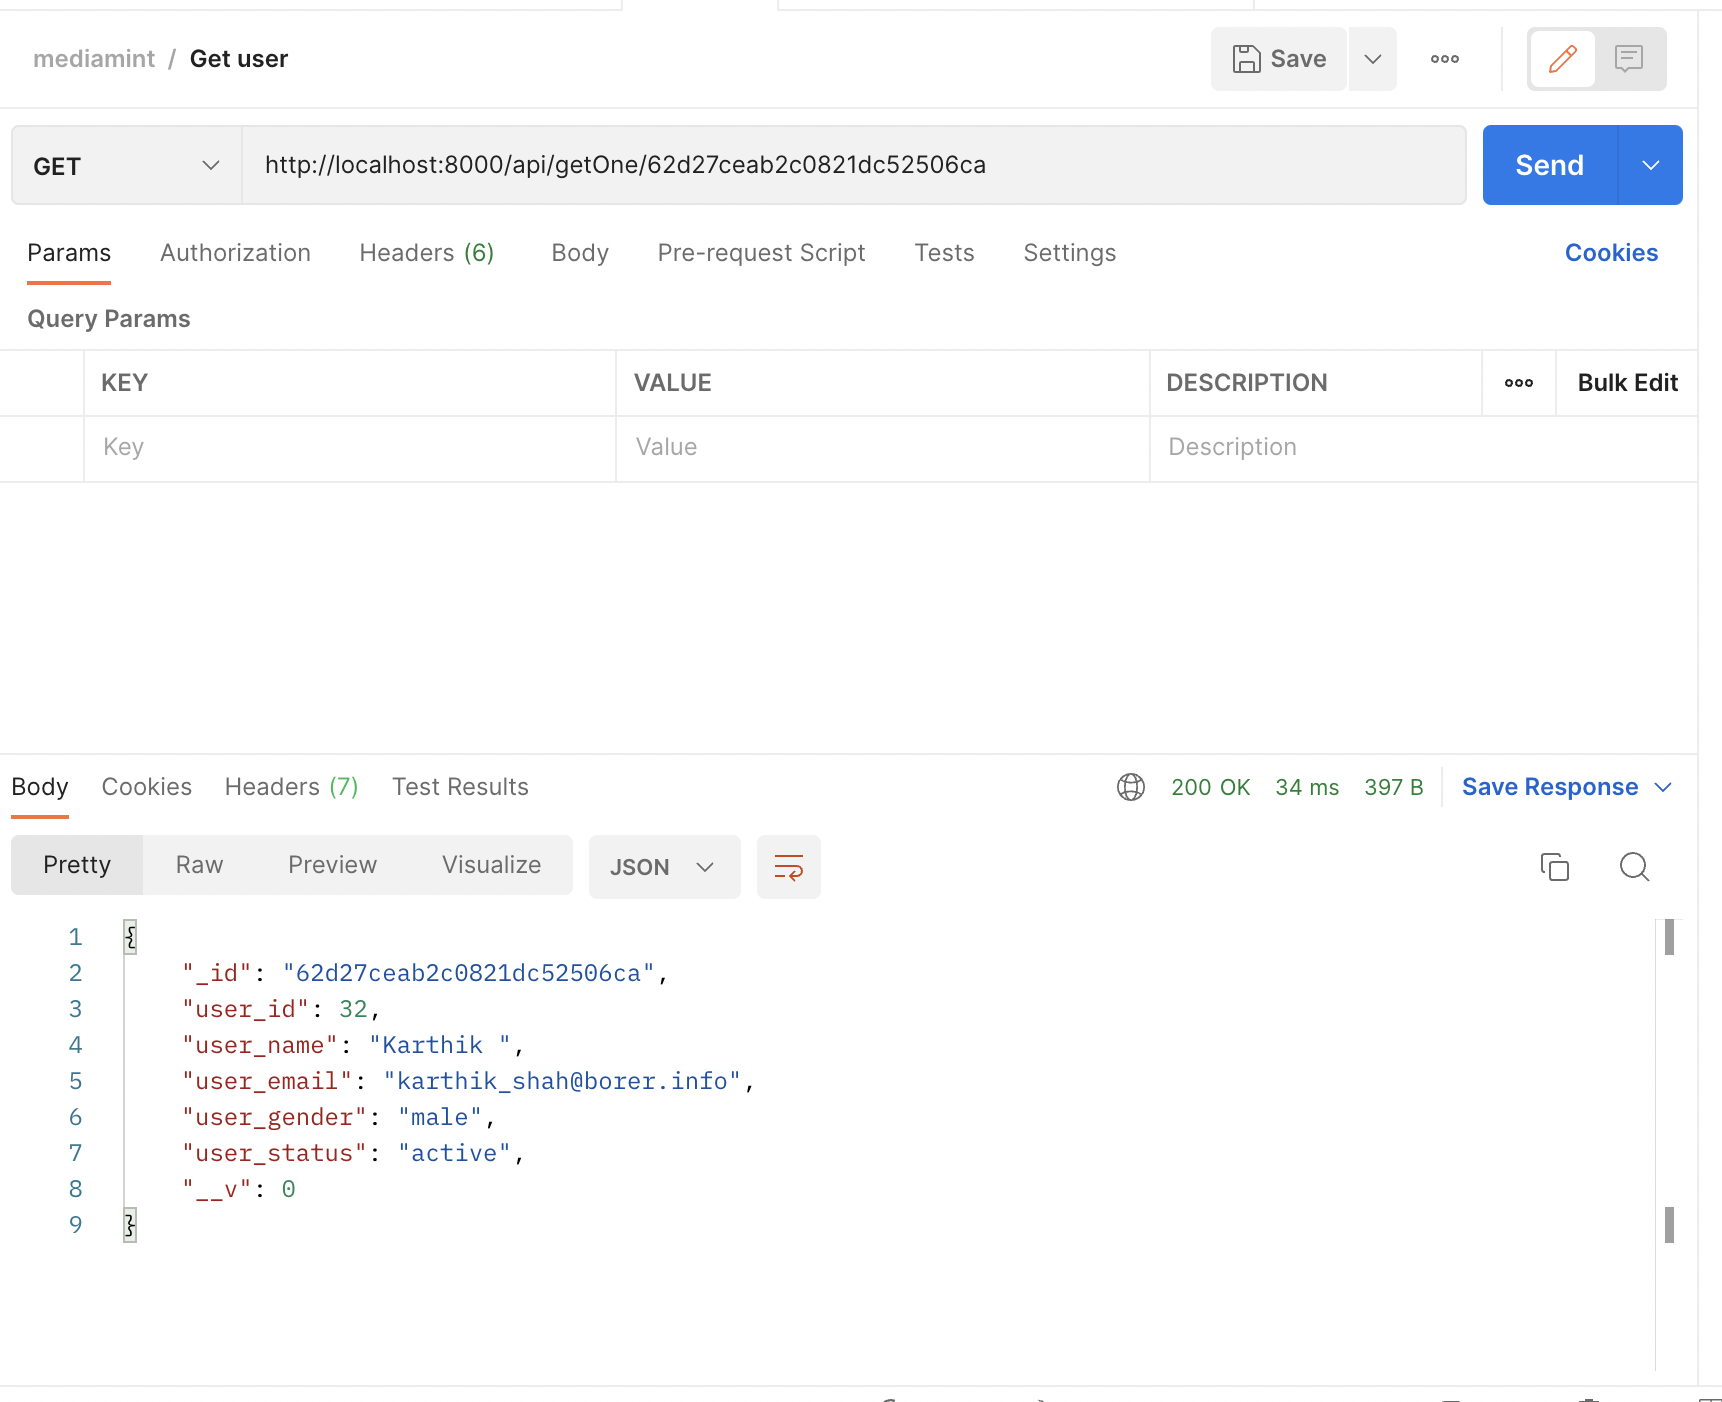 mediamint / Get user
Save
GET http://localhost:8000/api/getOne/62d27ceab2c0821dc52506ca Send
Params Authorization Headers (6) Body Pre-request Script Tests Settings Cookies
Query Params
KEY VALUE DESCRIPTION Bulk Edit
Key Value Description
Body Cookies Headers (7) Test Results 200 OK 34 ms 397 B Save Response
Pretty Raw Preview Visualize JSON
1 {
2 "_id": "62d27ceab2c0821dc52506ca",
3 "user_id": 32,
4 "user_name": "Karthik ",
5 "user_email": "karthik_shah@borer.info",
6 "user_gender": "male",
7 "user_status": "active",
8 "__v": 0
9 }